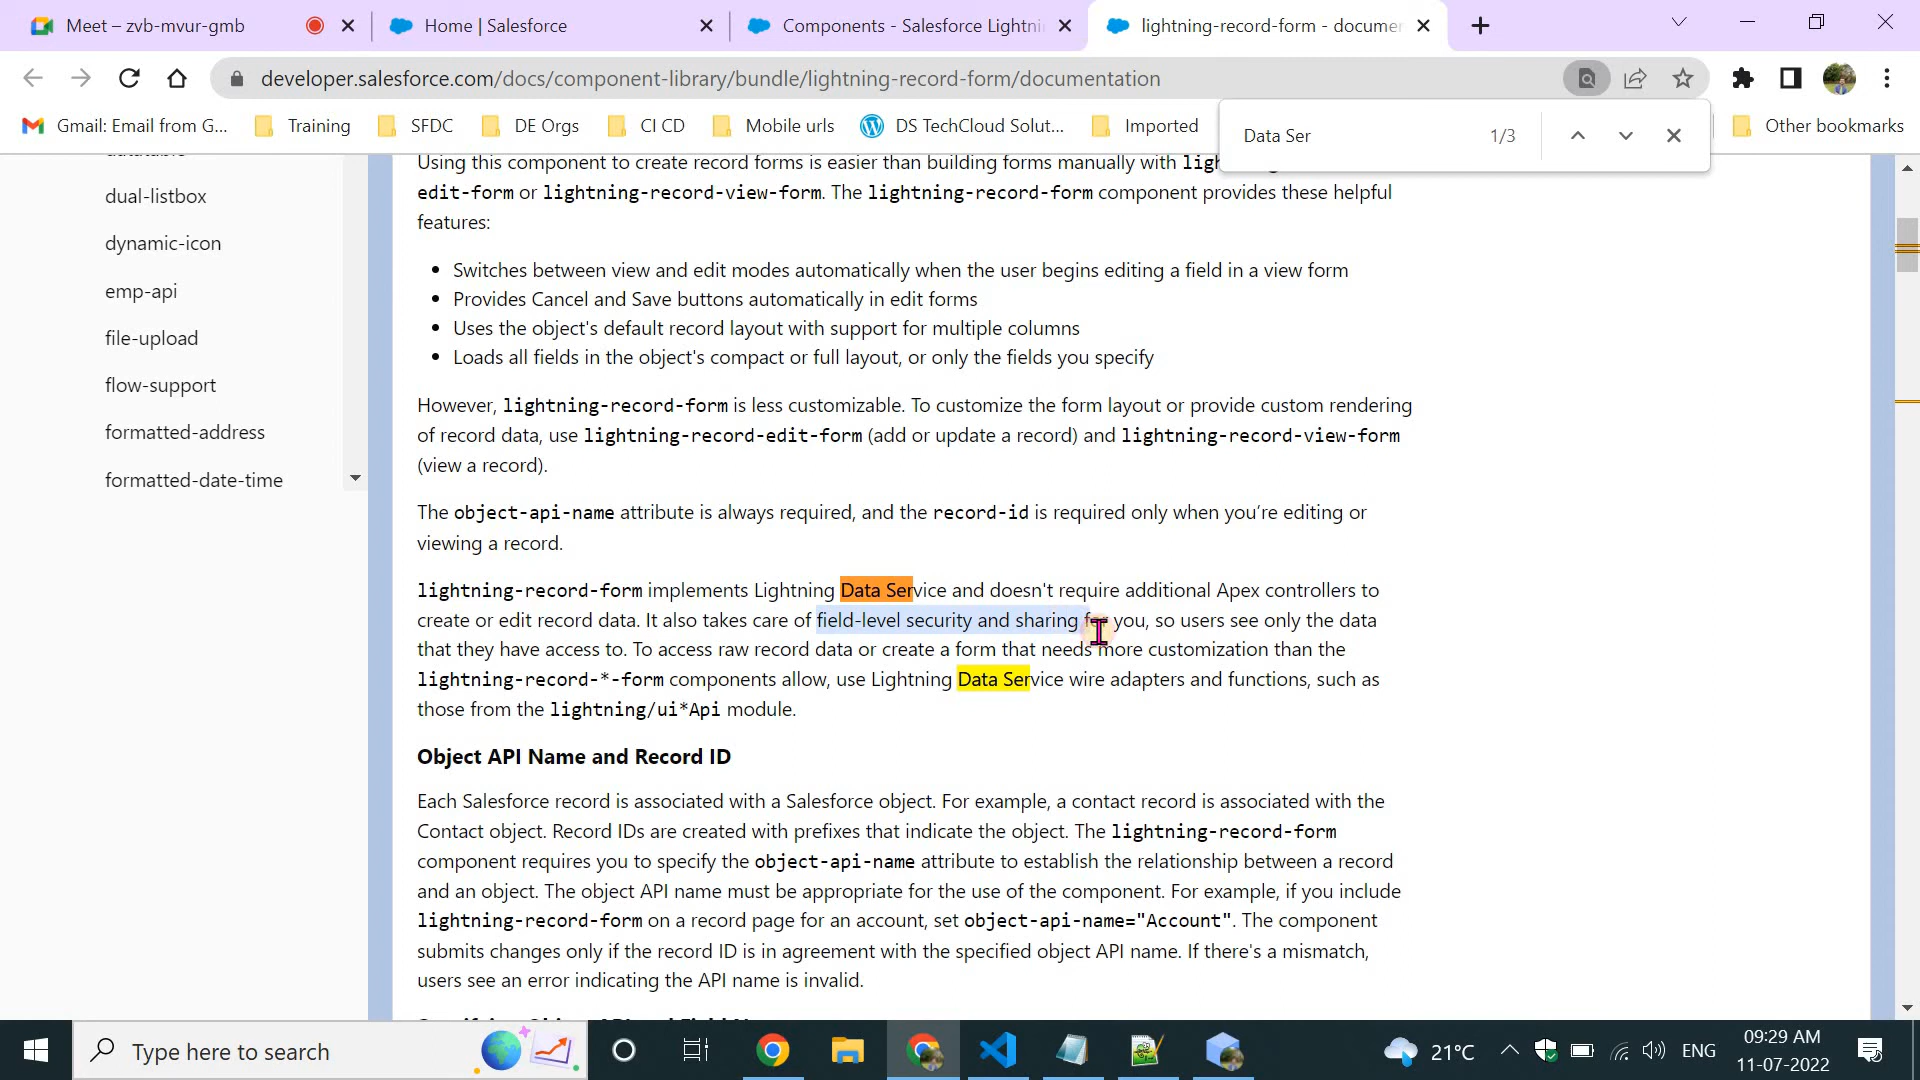 Meet – zvb-mvur-gmb
Home | Salesforce
Components - Salesforce Lightni
lightning-record-form - documen
developer.salesforce.com/docs/component-library/bundle/lightning-record-form/documentation
Gmail: Email from G...
Training
SFDC
DE Orgs
CI CD
Mobile urls
DS TechCloud Solut...
Imported
Other bookmarks
Data Ser
1/3
dual-listbox
dynamic-icon
emp-api
file-upload
flow-support
formatted-address
formatted-date-time
Using this component to create record forms is easier than building forms manually with
edit-form or lightning-record-view-form. The lightning-record-form component provides these helpful
features:
• Switches between view and edit modes automatically when the user begins editing a field in a view form
• Provides Cancel and Save buttons automatically in edit forms
• Uses the object's default record layout with support for multiple columns
• Loads all fields in the object's compact or full layout, or only the fields you specify
However, lightning-record-form is less customizable. To customize the form layout or provide custom rendering
of record data, use lightning-record-edit-form (add or update a record) and lightning-record-view-form
(view a record).
The object-api-name attribute is always required, and the record-id is required only when you’re editing or
viewing a record.
lightning-record-form implements Lightning Data Service and doesn't require additional Apex controllers to
create or edit record data. It also takes care of field-level security and sharing for you, so users see only the data
that they have access to. To access raw record data or create a form that needs more customization than the
lightning-record-*-form components allow, use Lightning Data Service wire adapters and functions, such as
those from the lightning/ui*Api module.
Object API Name and Record ID
Each Salesforce record is associated with a Salesforce object. For example, a contact record is associated with the
Contact object. Record IDs are created with prefixes that indicate the object. The lightning-record-form
component requires you to specify the object-api-name attribute to establish the relationship between a record
and an object. The object API name must be appropriate for the use of the component. For example, if you include
lightning-record-form on a record page for an account, set object-api-name="Account". The component
submits changes only if the record ID is in agreement with the specified object API name. If there's a mismatch,
users see an error indicating the API name is invalid.
Type here to search
21°C
ENG
09:29 AM
11-07-2022